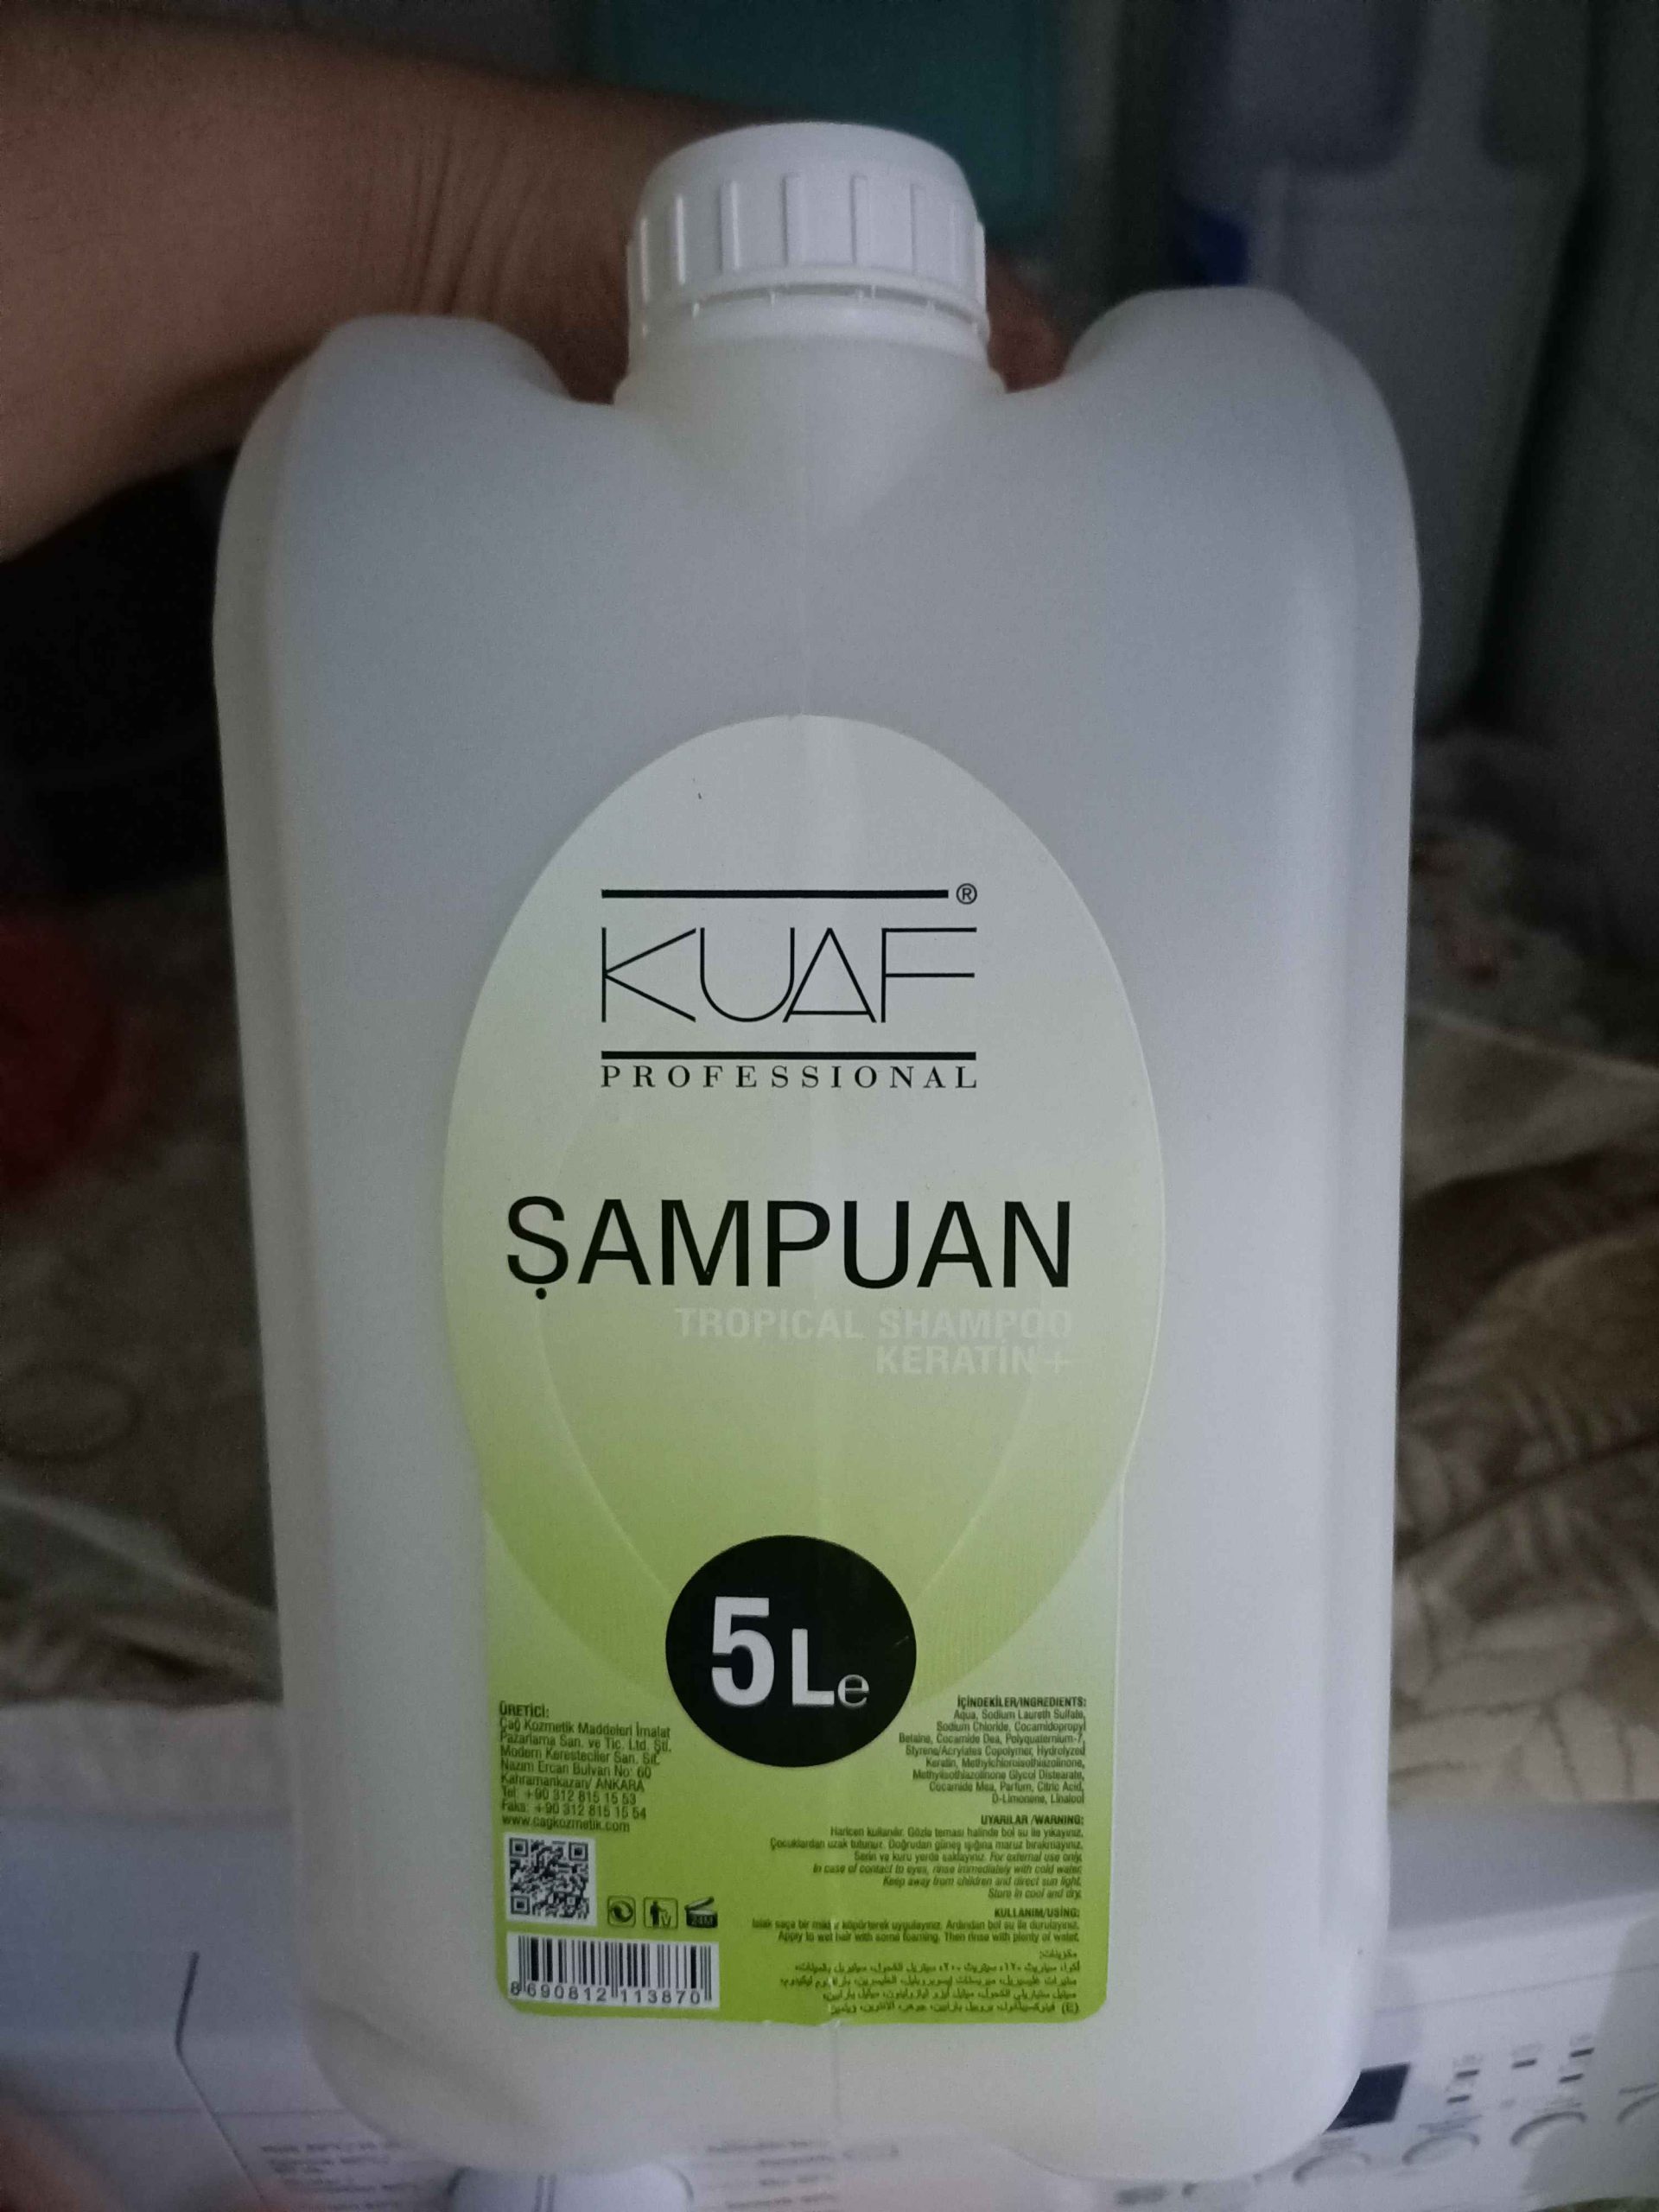 ®
KUAF
PROFESSIONAL
ŞAMPUAN
TROPICAL SHAMPOO
KERATİN+
5 Le
ÜRETİCİ:
Çağ Kozmetik Maddeleri İmalat
Pazarlama San. ve Tic. Ltd. Şti.
Modern Keresteciler San. Sit.
Nazım Ercan Bulvarı No: 60
Kahramankazan/ ANKARA
Tel: +90 312 815 15 53
Faks: +90 312 815 15 54
www.cagkozmetik.com
24M
8690812113870
İÇİNDEKİLER/INGREDIENTS:
Aqua, Sodium Laureth Sulfate,
Sodium Chloride, Cocamidopropyl
Betaine, Cocamide Dea, Polyquaternium-7,
Styrene/Acrylates Copolymer, Hydrolyzed
Keratin, Methylchloroisothiazolinone,
Methylisothiazolinone Glycol Distearate,
Cocamide Mea, Parfum, Citric Acid,
D-Limonene, Linalool
UYARILAR /WARNING:
Haricen kullanılır. Gözle teması halinde bol su ile yıkayınız.
Çocuklardan uzak tutunuz. Doğrudan güneş ışığına maruz bırakmayınız.
Serin ve kuru yerde saklayınız. For external use only.
In case of contact to eyes, rinse immediately with cold water.
Keep away from children and direct sun light.
Store in cool and dry.
KULLANIM/USING:
Islak saça bir miktar köpürterek uygulayınız. Ardından bol su ile durulayınız.
Apply to wet hair with some foaming. Then rinse with plenty of water.
مكونات: